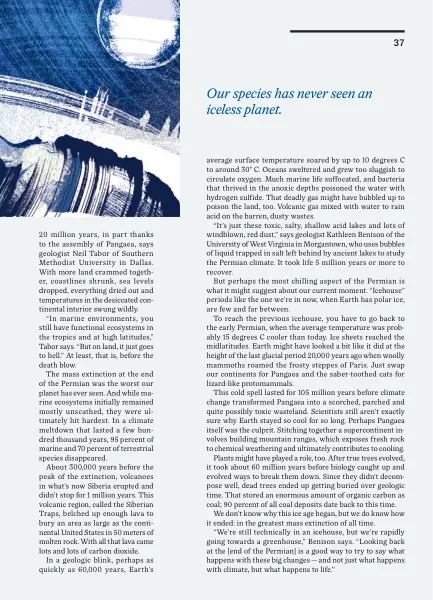 37
Our species has never seen an
iceless planet.
20 million years, in part thanks
to the assembly of Pangaea, says
geologist Neil Tabor of Southern
Methodist University in Dallas.
With more land crammed togeth-
er, coastlines shrunk, sea levels
dropped, everything dried out and
temperatures in the desiccated con-
tinental interior swung wildly.
“In marine environments, you
still have functional ecosystems in
the tropics and at high latitudes,”
Tabor says. “But on land, it just goes
to hell.” At least, that is, before the
death blow.
The mass extinction at the end
of the Permian was the worst our
planet has ever seen. And while ma-
rine ecosystems initially remained
mostly unscathed, they were ul-
timately hit hardest. In a climate
meltdown that lasted a few hun-
dred thousand years, 95 percent of
marine and 70 percent of terrestrial
species disappeared.
About 300,000 years before the
peak of the extinction, volcanoes
in what’s now Siberia erupted and
didn’t stop for 1 million years. This
volcanic region, called the Siberian
Traps, belched up enough lava to
bury an area as large as the conti-
nental United States in 50 meters of
molten rock. With all that lava came
lots and lots of carbon dioxide.
In a geologic blink, perhaps as
quickly as 60,000 years, Earth’s
average surface temperature soared by up to 10 degrees C
to around 30° C. Oceans sweltered and grew too sluggish to
circulate oxygen. Much marine life suffocated, and bacteria
that thrived in the anoxic depths poisoned the water with
hydrogen sulfide. That deadly gas might have bubbled up to
poison the land, too. Volcanic gas mixed with water to rain
acid on the barren, dusty wastes.
“It’s just these toxic, salty, shallow acid lakes and lots of
windblown, red dust,” says geologist Kathleen Benison of the
University of West Virginia in Morgantown, who uses bubbles
of liquid trapped in salt left behind by ancient lakes to study
the Permian climate. It took life 5 million years or more to
recover.
But perhaps the most chilling aspect of the Permian is
what it might suggest about our current moment. “Icehouse”
periods like the one we’re in now, when Earth has polar ice,
are few and far between.
To reach the previous icehouse, you have to go back to
the early Permian, when the average temperature was prob-
ably 15 degrees C cooler than today. Ice sheets reached the
midlatitudes. Earth might have looked a bit like it did at the
height of the last glacial period 20,000 years ago when woolly
mammoths roamed the frosty steppes of Paris. Just swap
our continents for Pangaea and the saber-toothed cats for
lizard-like protomammals.
This cold spell lasted for 105 million years before climate
change transformed Pangaea into a scorched, parched and
quite possibly toxic wasteland. Scientists still aren’t exactly
sure why Earth stayed so cool for so long. Perhaps Pangaea
itself was the culprit. Stitching together a supercontinent in-
volves building mountain ranges, which exposes fresh rock
to chemical weathering and ultimately contributes to cooling.
Plants might have played a role, too. After true trees evolved,
it took about 60 million years before biology caught up and
evolved ways to break them down. Since they didn’t decom-
pose well, dead trees ended up getting buried over geologic
time. That stored an enormous amount of organic carbon as
coal; 90 percent of all coal deposits date back to this time.
We don’t know why this ice age began, but we do know how
it ended: in the greatest mass extinction of all time.
“We’re still technically in an icehouse, but we’re rapidly
going towards a greenhouse,” Benison says. “Looking back
at the [end of the Permian] is a good way to try to say what
happens with these big changes — and not just what happens
with climate, but what happens to life.”